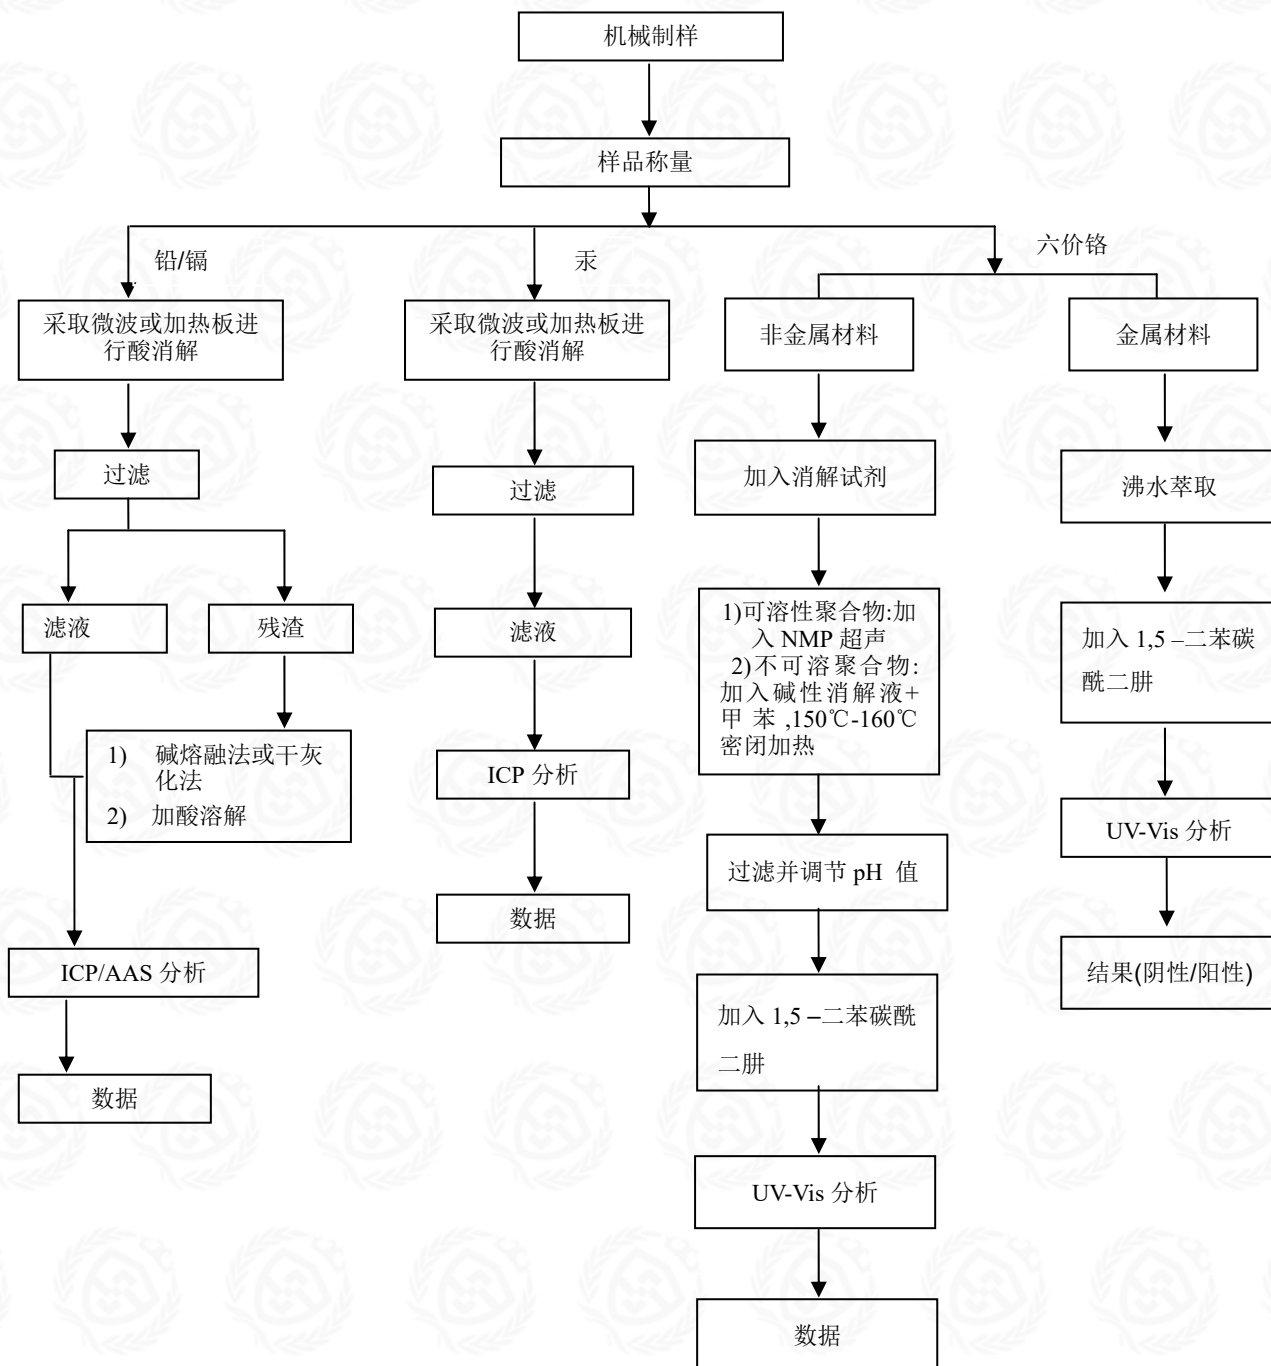 机械制样
样品称量
铅/镉
汞
六价铬
采取微波或加热板进
行酸消解
采取微波或加热板进
行酸消解
非金属材料
金属材料
过滤
过滤
加入消解试剂
沸水萃取
滤液
残渣
滤液
1)可溶性聚合物:加
入 NMP 超声
2)不可溶聚合物:
加入碱性消解液+
甲苯,150℃-160℃
密闭加热
加入 1,5 –二苯碳
酰二肼
1) 碱熔融法或干灰
化法
2) 加酸溶解
ICP 分析
UV-Vis 分析
过滤并调节 pH 值
数据
ICP/AAS 分析
结果(阴性/阳性)
加入 1,5 –二苯碳酰
二肼
数据
UV-Vis 分析
数据